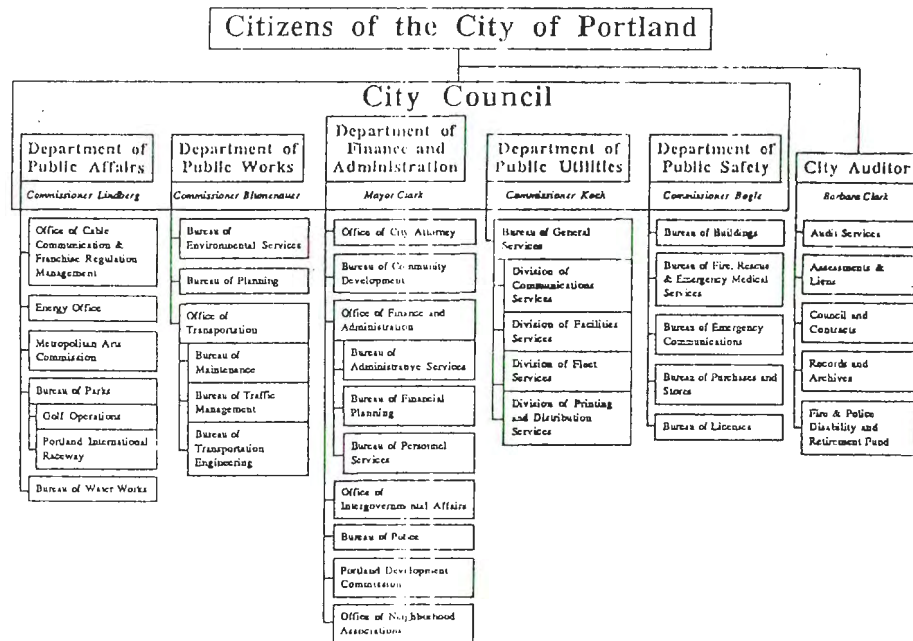 Citizens of the City of Portland
City Council
Department of
Public Affairs
Commissioner Lindberg
Office of Cable
Communication &
Franchise Regulation
Management
Energy Office
Metropolitan Arts
Commission
Bureau of Parks
Golf Operations
Portland International
Raceway
Bureau of Water Works
Department of
Public Works
Commissioner Blumenauer
Bureau of
Environmental Services
Bureau of Planning
Office of
Transportation
Bureau of
Maintenance
Bureau of Traffic
Management
Bureau of
Transportation
Engineering
Department of
Finance and
Administration
Mayor Clark
Office of City Attorney
Bureau of Community
Development
Office of Finance and
Administration
Bureau of
Administrative Services
Bureau of Financial
Planning
Bureau of Personnel
Services
Office of
Intergovernmental Affairs
Bureau of Police
Portland Development
Commission
Office of Neighborhood
Associations
Department of
Public Utilities
Commissioner Koch
Bureau of General
Services
Division of
Communications
Services
Division of Facilities
Services
Division of Fleet
Services
Division of Printing
and Distribution
Services
Department of
Public Safety
Commissioner Bogle
Bureau of Buildings
Bureau of Fire, Rescue
& Emergency Medical
Services
Bureau of Emergency
Communications
Bureau of Purchases and
Stores
Bureau of Licenses
City Auditor
Barbara Clark
Audit Services
Assessments &
Liens
Council and
Contracts
Records and
Archives
Fire & Police
Disability and
Retirement Fund